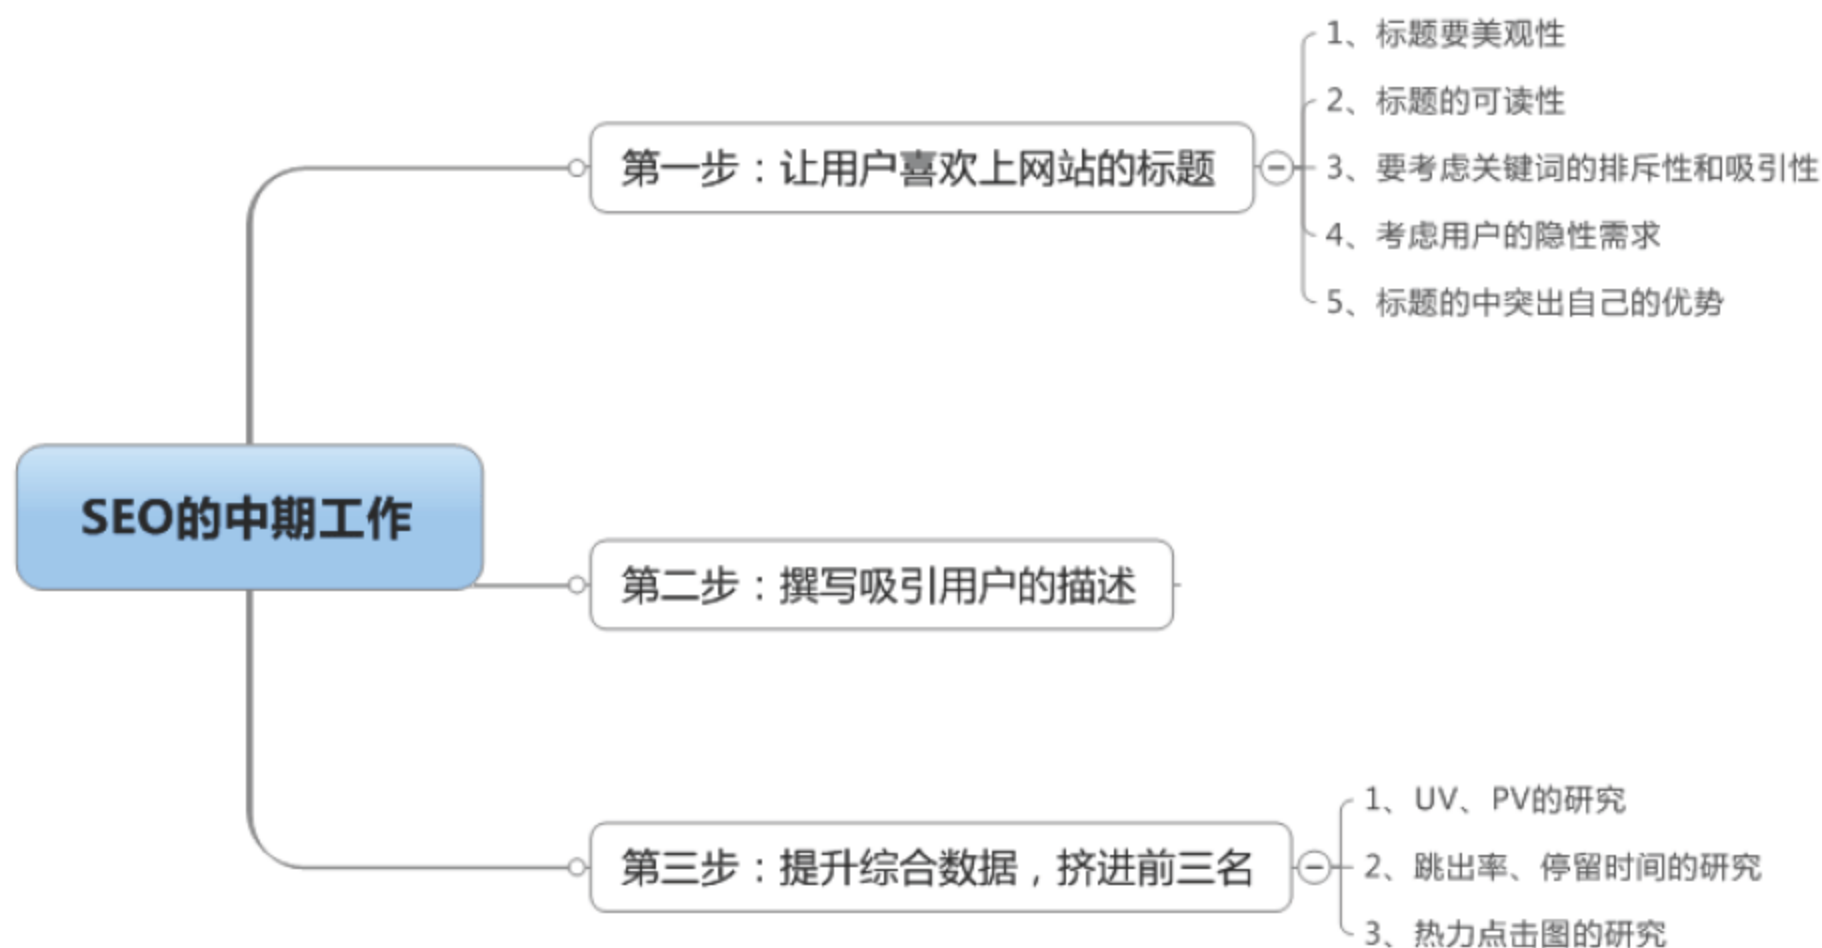 1、标题要美观性
2、标题的可读性
第一步：让用户喜欢上网站的标题
3、要考虑关键词的排斥性和吸引性
4、考虑用户的隐性需求
5、标题的中突出自己的优势
SEO的中期工作
第二步：撰写吸引用户的描述
1、UV、PV的研究
第三步：提升综合数据，挤进前三名
2、跳出率、停留时间的研究
3、热力点击图的研究